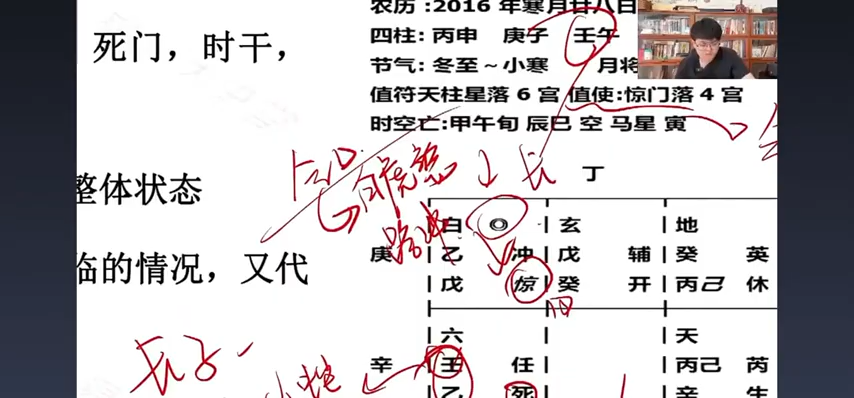 农历 :2016 年寒月廿八日
四柱: 丙申 庚子 壬午
死门，时干，
节气: 冬至～小寒 月将
值符天柱星落 6 宫 值使:惊门落 4 宫
时空亡:甲午旬 辰巳 空 马星 寅
丁
整体状态
白 O 玄 地
临的情况，又代
庚 乙 冲 戊 辅 癸 英
戊 惊 癸 开 丙己 休
六 天
辛 壬 任 丙己 芮
乙 死 辛 生
长子